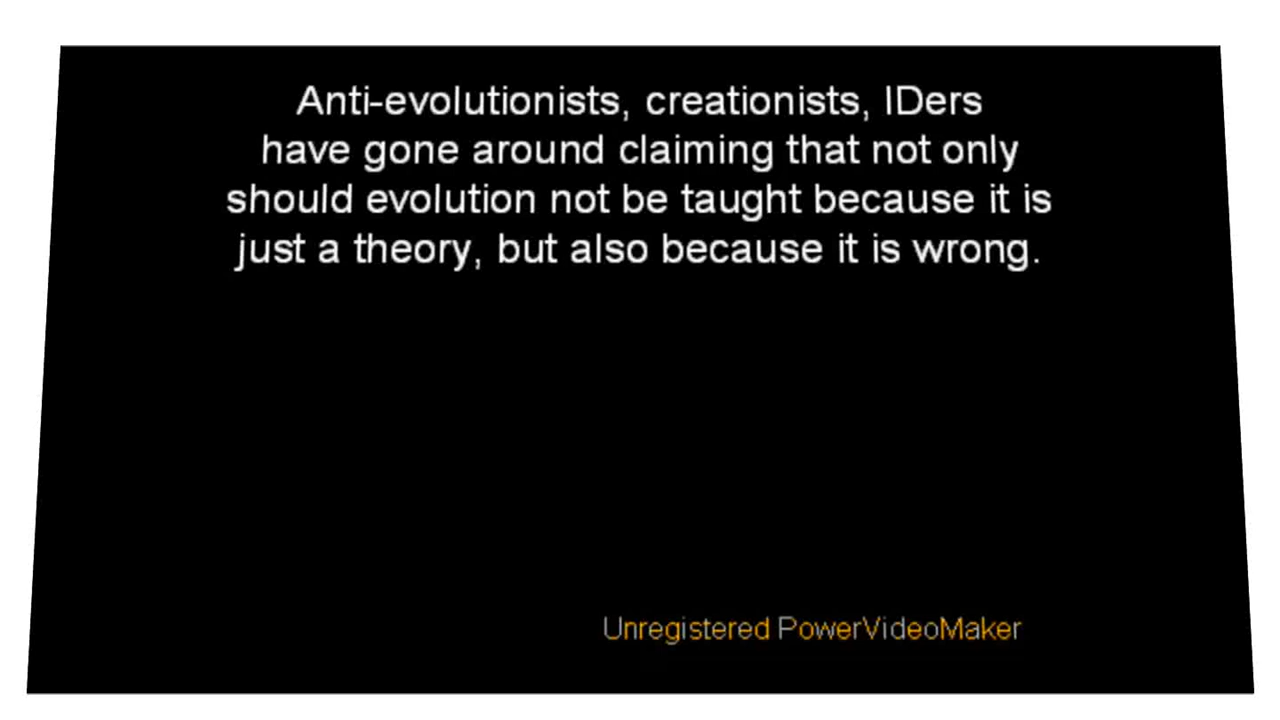 Anti-evolutionists, creationists, IDers
have gone around claiming that not only
should evolution not be taught because it is
just a theory, but also because it is wrong.
Unregistered PowerVideoMaker